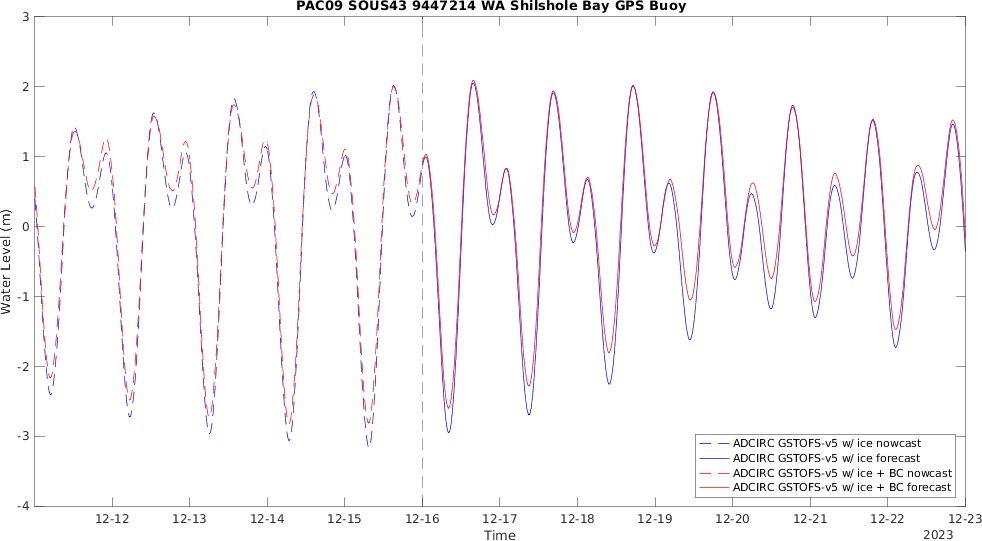 PAC09 SOUS43 9447214 WA Shilshole Bay GPS Buoy
3
2
1
0
-1
-2
-3
-4
Water Level (m)
ADCIRC GSTOFS-v5 w/ ice nowcast
ADCIRC GSTOFS-v5 w/ ice forecast
ADCIRC GSTOFS-v5 w/ ice + BC nowcast
ADCIRC GSTOFS-v5 w/ ice + BC forecast
12-12 12-13 12-14 12-15 12-16 12-17 12-18 12-19 12-20 12-21 12-22 12-23
Time
2023